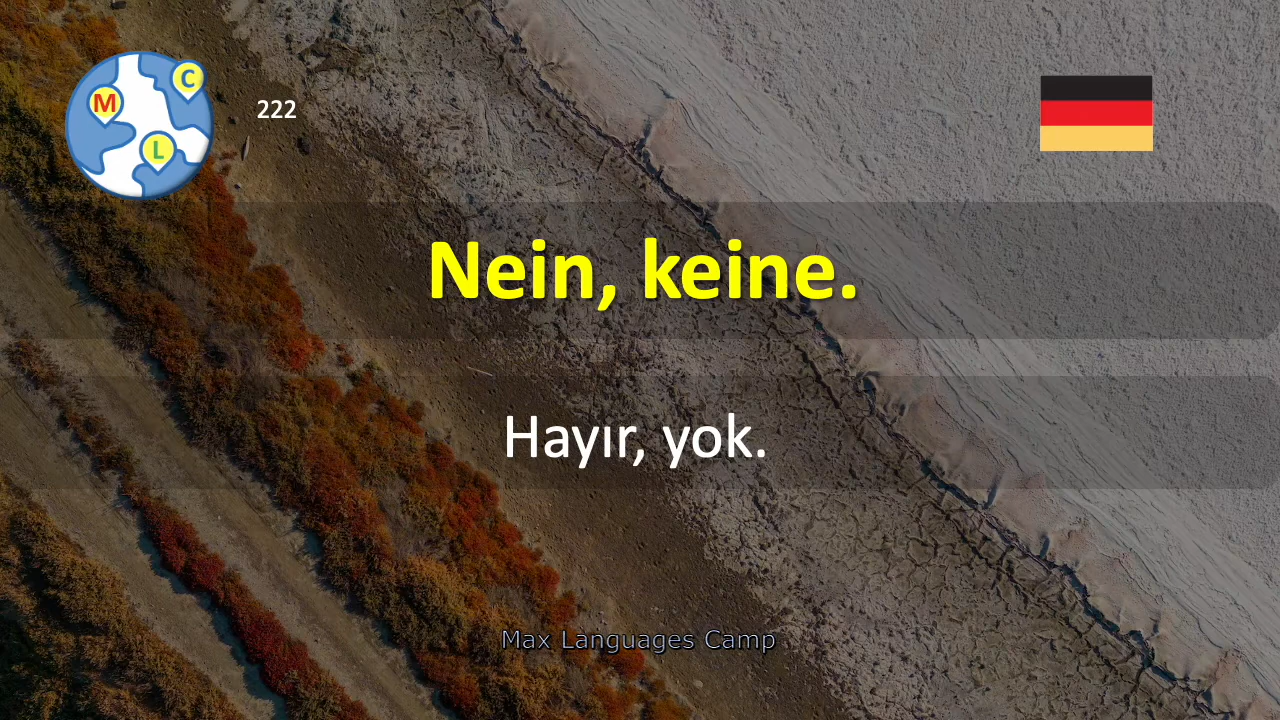 C
M
L
222
Nein, keine.
Hayır, yok.
Max Languages Camp